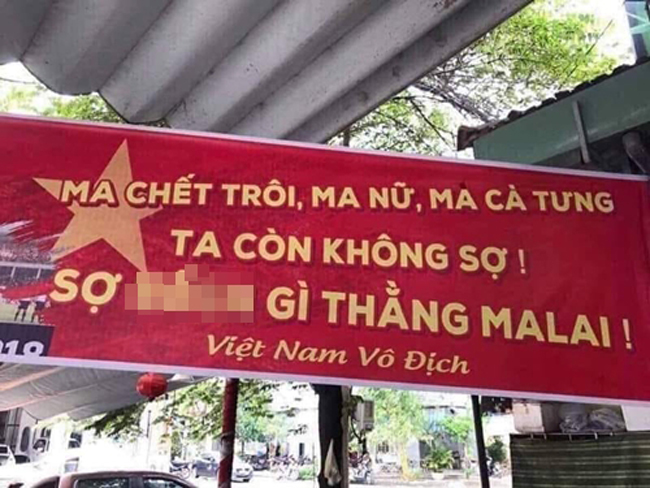 MA CHẾT TRÔI, MA NỮ, MA CÀ TƯNG
TA CÒN KHÔNG SỢ !
SỢ GÌ THẰNG MALAI !
018
Việt Nam Vô Địch